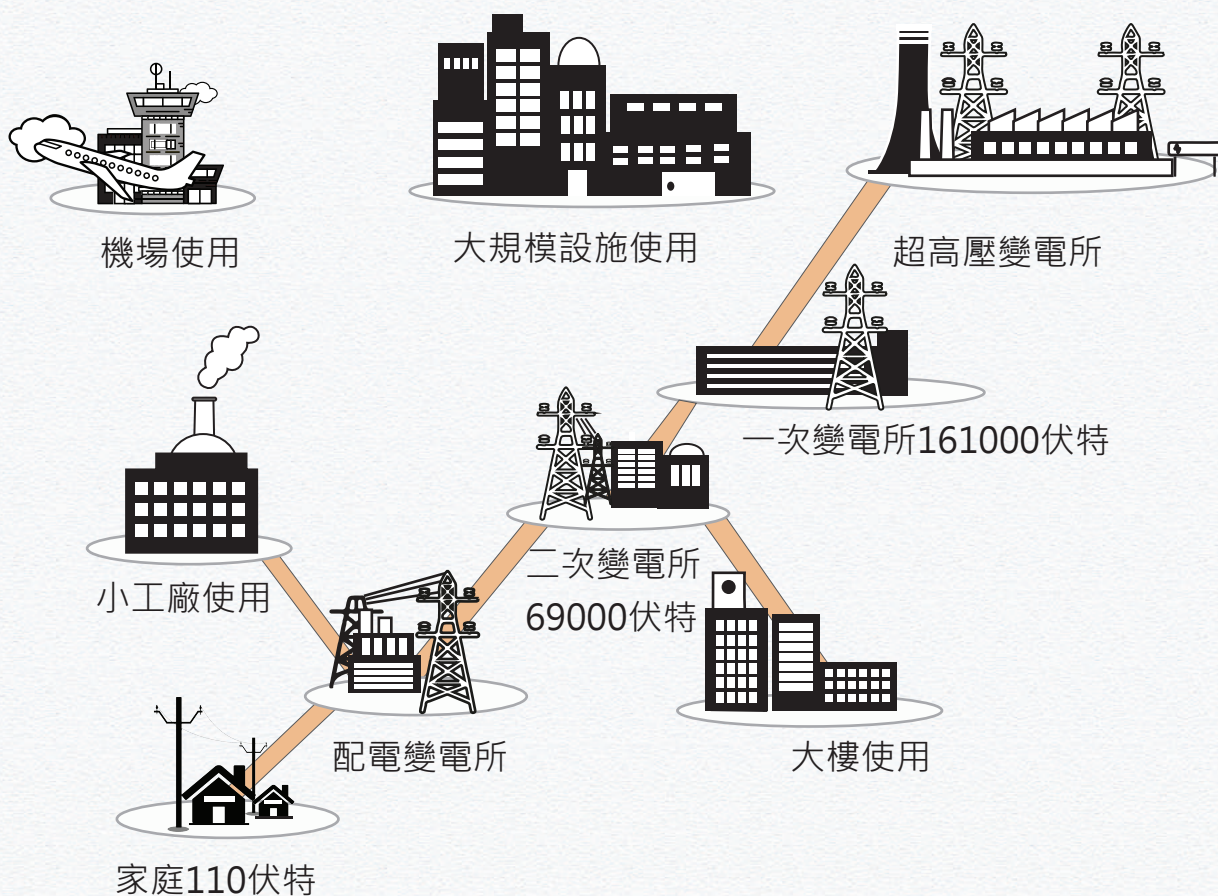 機場使用
大規模設施使用
超高壓變電所
一次變電所161000伏特
二次變電所
69000伏特
小工廠使用
配電變電所
大樓使用
家庭110伏特